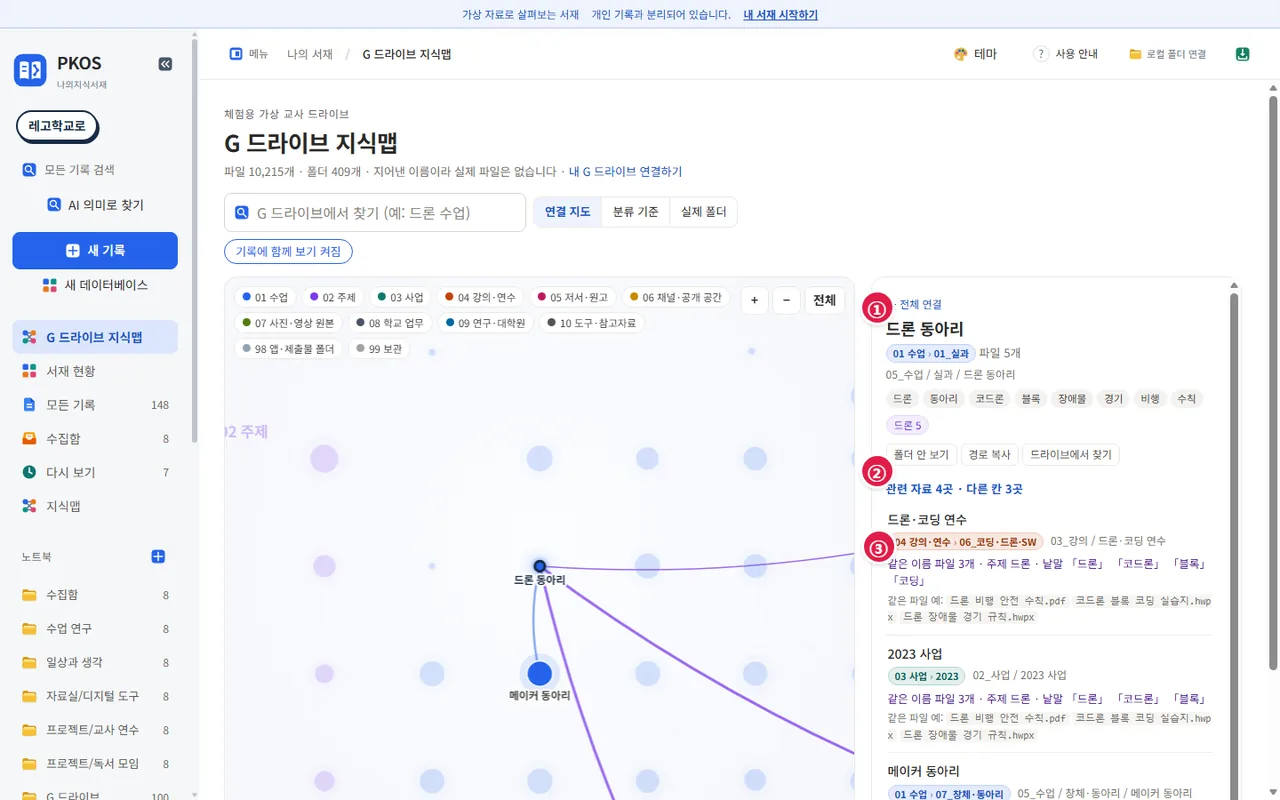 가상 자료로 살펴보는 서재 개인 기록과 분리되어 있습니다. 내 서재 시작하기
PKOS
나의지식서재
레고학교로
모든 기록 검색
AI 의미로 찾기
새 기록
새 데이터베이스
G 드라이브 지식맵
서재 현황
모든 기록 148
수집함 8
다시 보기 7
지식맵
노트북
수집함 8
수업 연구 8
일상과 생각 8
자료실/디지털 도구 8
프로젝트/교사 연수 8
프로젝트/독서 모임 8
G 드라이브 100
메뉴 나의 서재 / G 드라이브 지식맵
테마 ? 사용 안내 로컬 폴더 연결
체험용 가상 교사 드라이브
G 드라이브 지식맵
파일 10,215개 · 폴더 409개 · 지어낸 이름이라 실제 파일은 없습니다 · 내 G 드라이브 연결하기
G 드라이브에서 찾기 (예: 드론 수업) 연결 지도 분류 기준 실제 폴더
기록에 함께 보기 켜짐
01 수업 02 주제 03 사업 04 강의·연수 05 저서·원고 06 채널·공개 공간 + − 전체
07 사진·영상 원본 08 학교 업무 09 연구·대학원 10 도구·참고자료
98 앱·제출물 폴더 99 보관
02 주제
드론 동아리
메이커 동아리
① · 전체 연결
드론 동아리
01 수업 › 01_실과 파일 5개
05_수업 / 실과 / 드론 동아리
드론 동아리 코드론 블록 장애물 경기 비행 수칙
드론 5
폴더 안 보기 경로 복사 드라이브에서 찾기
②
관련 자료 4곳 · 다른 칸 3곳
드론·코딩 연수
③ 04 강의·연수 › 06_코딩·드론·SW 03_강의 / 드론·코딩 연수
같은 이름 파일 3개 · 주제 드론 · 낱말 「드론」 「코드론」 「블록」
「코딩」
같은 파일 예: 드론 비행 안전 수칙.pdf 코드론 블록 코딩 실습지.hwp
x 드론 장애물 경기 규칙.hwpx
2023 사업
03 사업 › 2023 02_사업 / 2023 사업
같은 이름 파일 3개 · 주제 드론 · 낱말 「드론」 「코드론」 「블록」
같은 파일 예: 드론 비행 안전 수칙.pdf 코드론 블록 코딩 실습지.hwp
x 드론 장애물 경기 규칙.hwpx
메이커 동아리
01 수업 › 07_창체·동아리 05_수업 / 창체·동아리 / 메이커 동아리